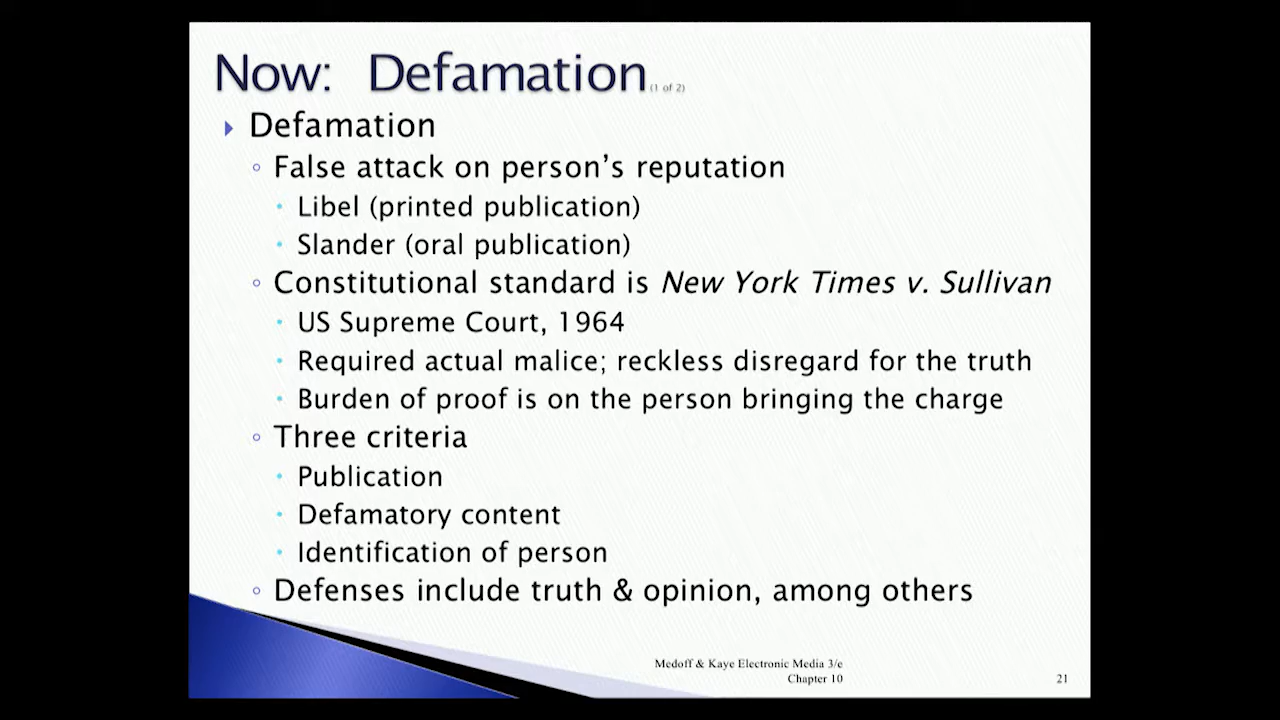 Now: Defamation (1 of 2)
Defamation
False attack on person's reputation
Libel (printed publication)
Slander (oral publication)
Constitutional standard is New York Times v. Sullivan
US Supreme Court, 1964
Required actual malice; reckless disregard for the truth
Burden of proof is on the person bringing the charge
Three criteria
Publication
Defamatory content
Identification of person
Defenses include truth & opinion, among others
Medoff & Kaye Electronic Media 3/e
Chapter 10
21